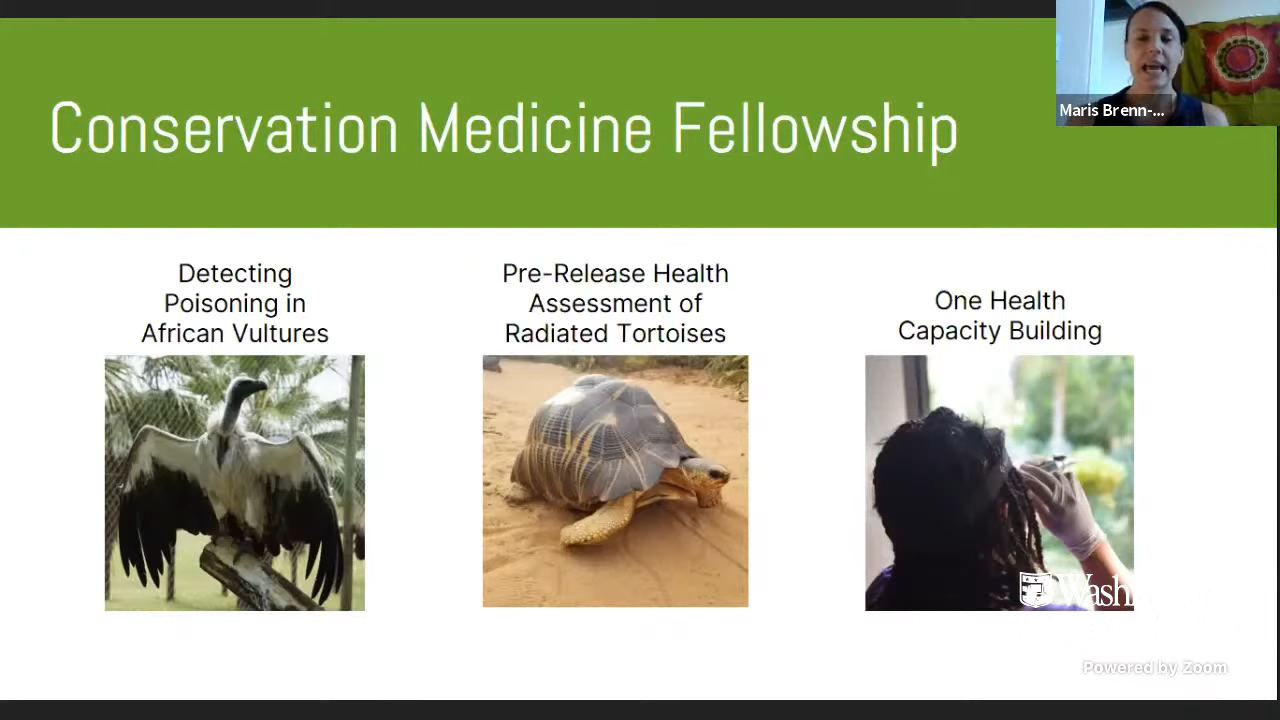 Conservation Medicine Fellowship
Maris Brenn-...
Detecting
Poisoning in
African Vultures
Pre-Release Health
Assessment of
Radiated Tortoises
One Health
Capacity Building
Powered by Zoom